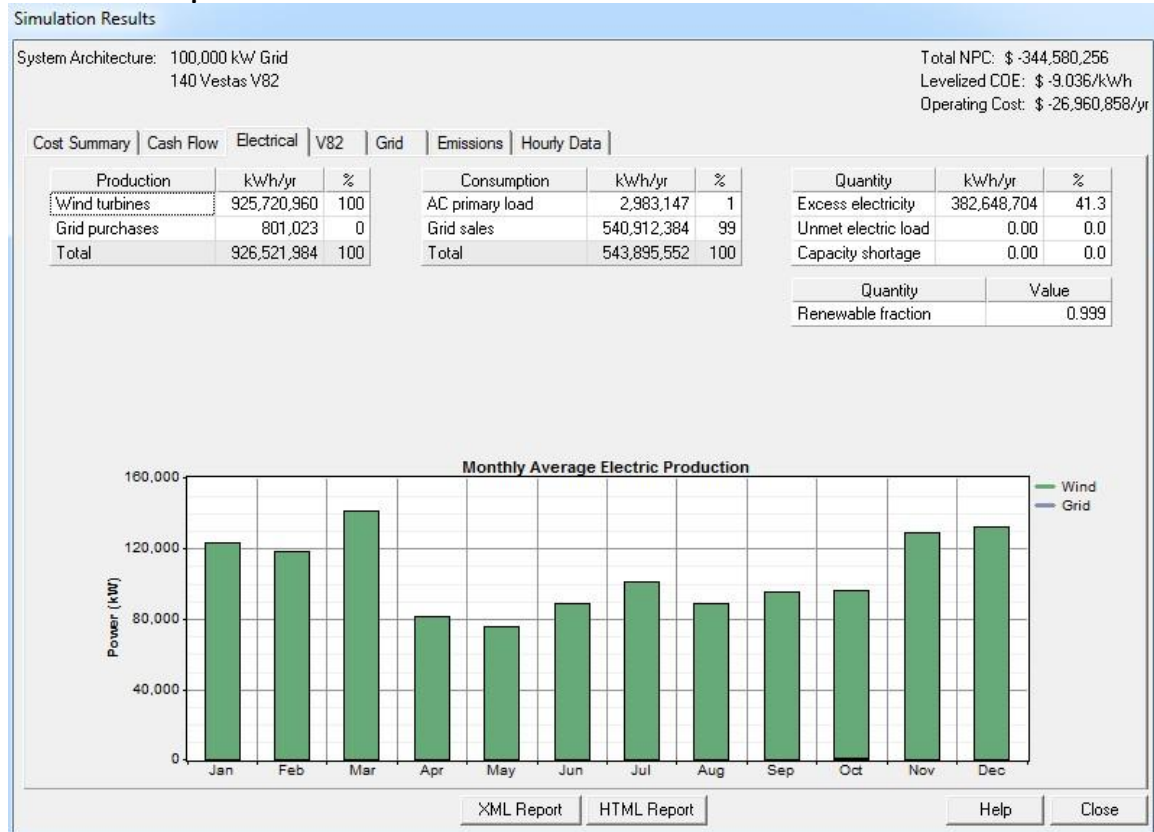 Simulation Results
System Architecture: 100,000 kW Grid
140 Vestas V82
Total NPC: $ -344,580,256
Levelized COE: $ -9.036/kWh
Operating Cost: $ -26,960,858/yr
Cost Summary Cash Flow Electrical V82 Grid Emissions Hourly Data
Production kWh/yr %
Wind turbines 925,720,960 100
Grid purchases 801,023 0
Total 926,521,984 100
Consumption kWh/yr %
AC primary load 2,983,147 1
Grid sales 540,912,384 99
Total 543,895,552 100
Quantity kWh/yr %
Excess electricity 382,648,704 41.3
Unmet electric load 0.00 0.0
Capacity shortage 0.00 0.0
Quantity Value
Renewable fraction 0.999
Monthly Average Electric Production
160,000
120,000
80,000
40,000
0
Power (kW)
Wind
Grid
Jan Feb Mar Apr May Jun Jul Aug Sep Oct Nov Dec
XML Report HTML Report Help Close